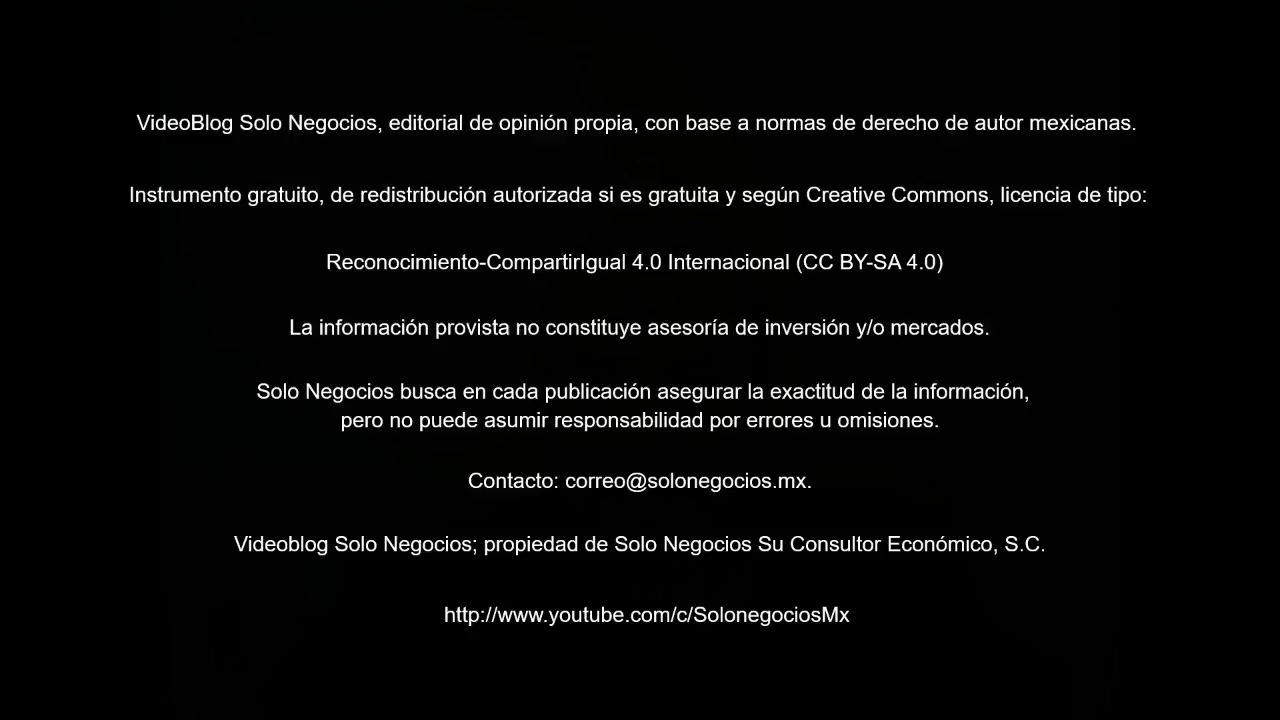 VideoBlog Solo Negocios, editorial de opinión propia, con base a normas de derecho de autor mexicanas.
Instrumento gratuito, de redistribución autorizada si es gratuita y según Creative Commons, licencia de tipo:
Reconocimiento-CompartirIgual 4.0 Internacional (CC BY-SA 4.0)
La información provista no constituye asesoría de inversión y/o mercados.
Solo Negocios busca en cada publicación asegurar la exactitud de la información,
pero no puede asumir responsabilidad por errores u omisiones.
Contacto: correo@solonegocios.mx.
Videoblog Solo Negocios; propiedad de Solo Negocios Su Consultor Económico, S.C.
http://www.youtube.com/c/SolonegociosMx